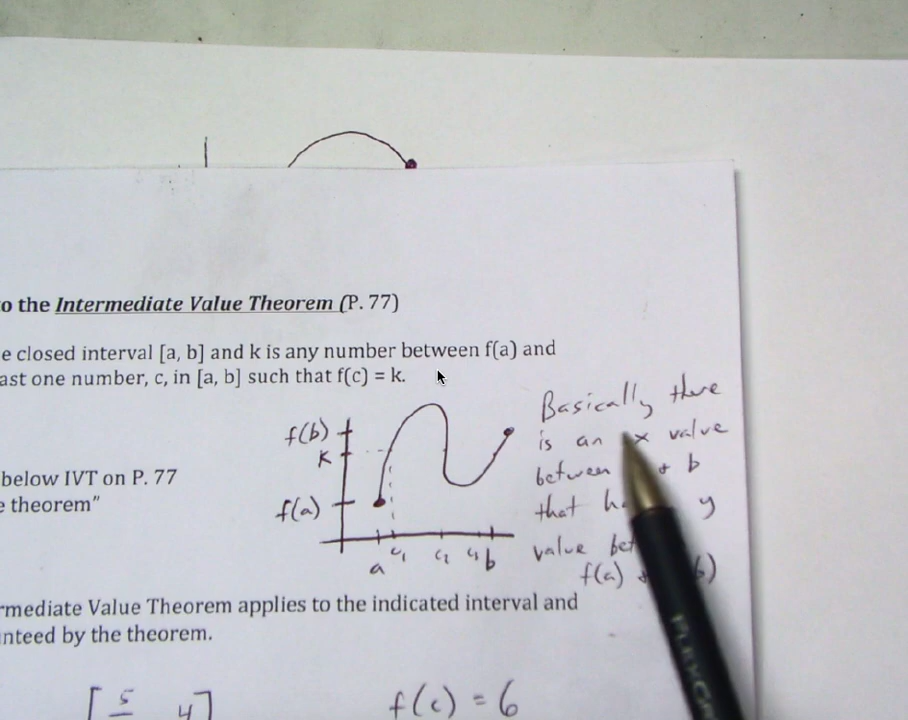 o the Intermediate Value Theorem (P. 77)
e closed interval [a, b] and k is any number between f(a) and
ast one number, c, in [a, b] such that f(c) = k.
Basically there
is an x value
between b
that y
value
f(a) b)
f(b)
K
f(a)
a c₁ c₂ c₃ b
below IVT on P. 77
e theorem"
rmediate Value Theorem applies to the indicated interval and
nteed by the theorem.
[5 4]
f(c) = 6